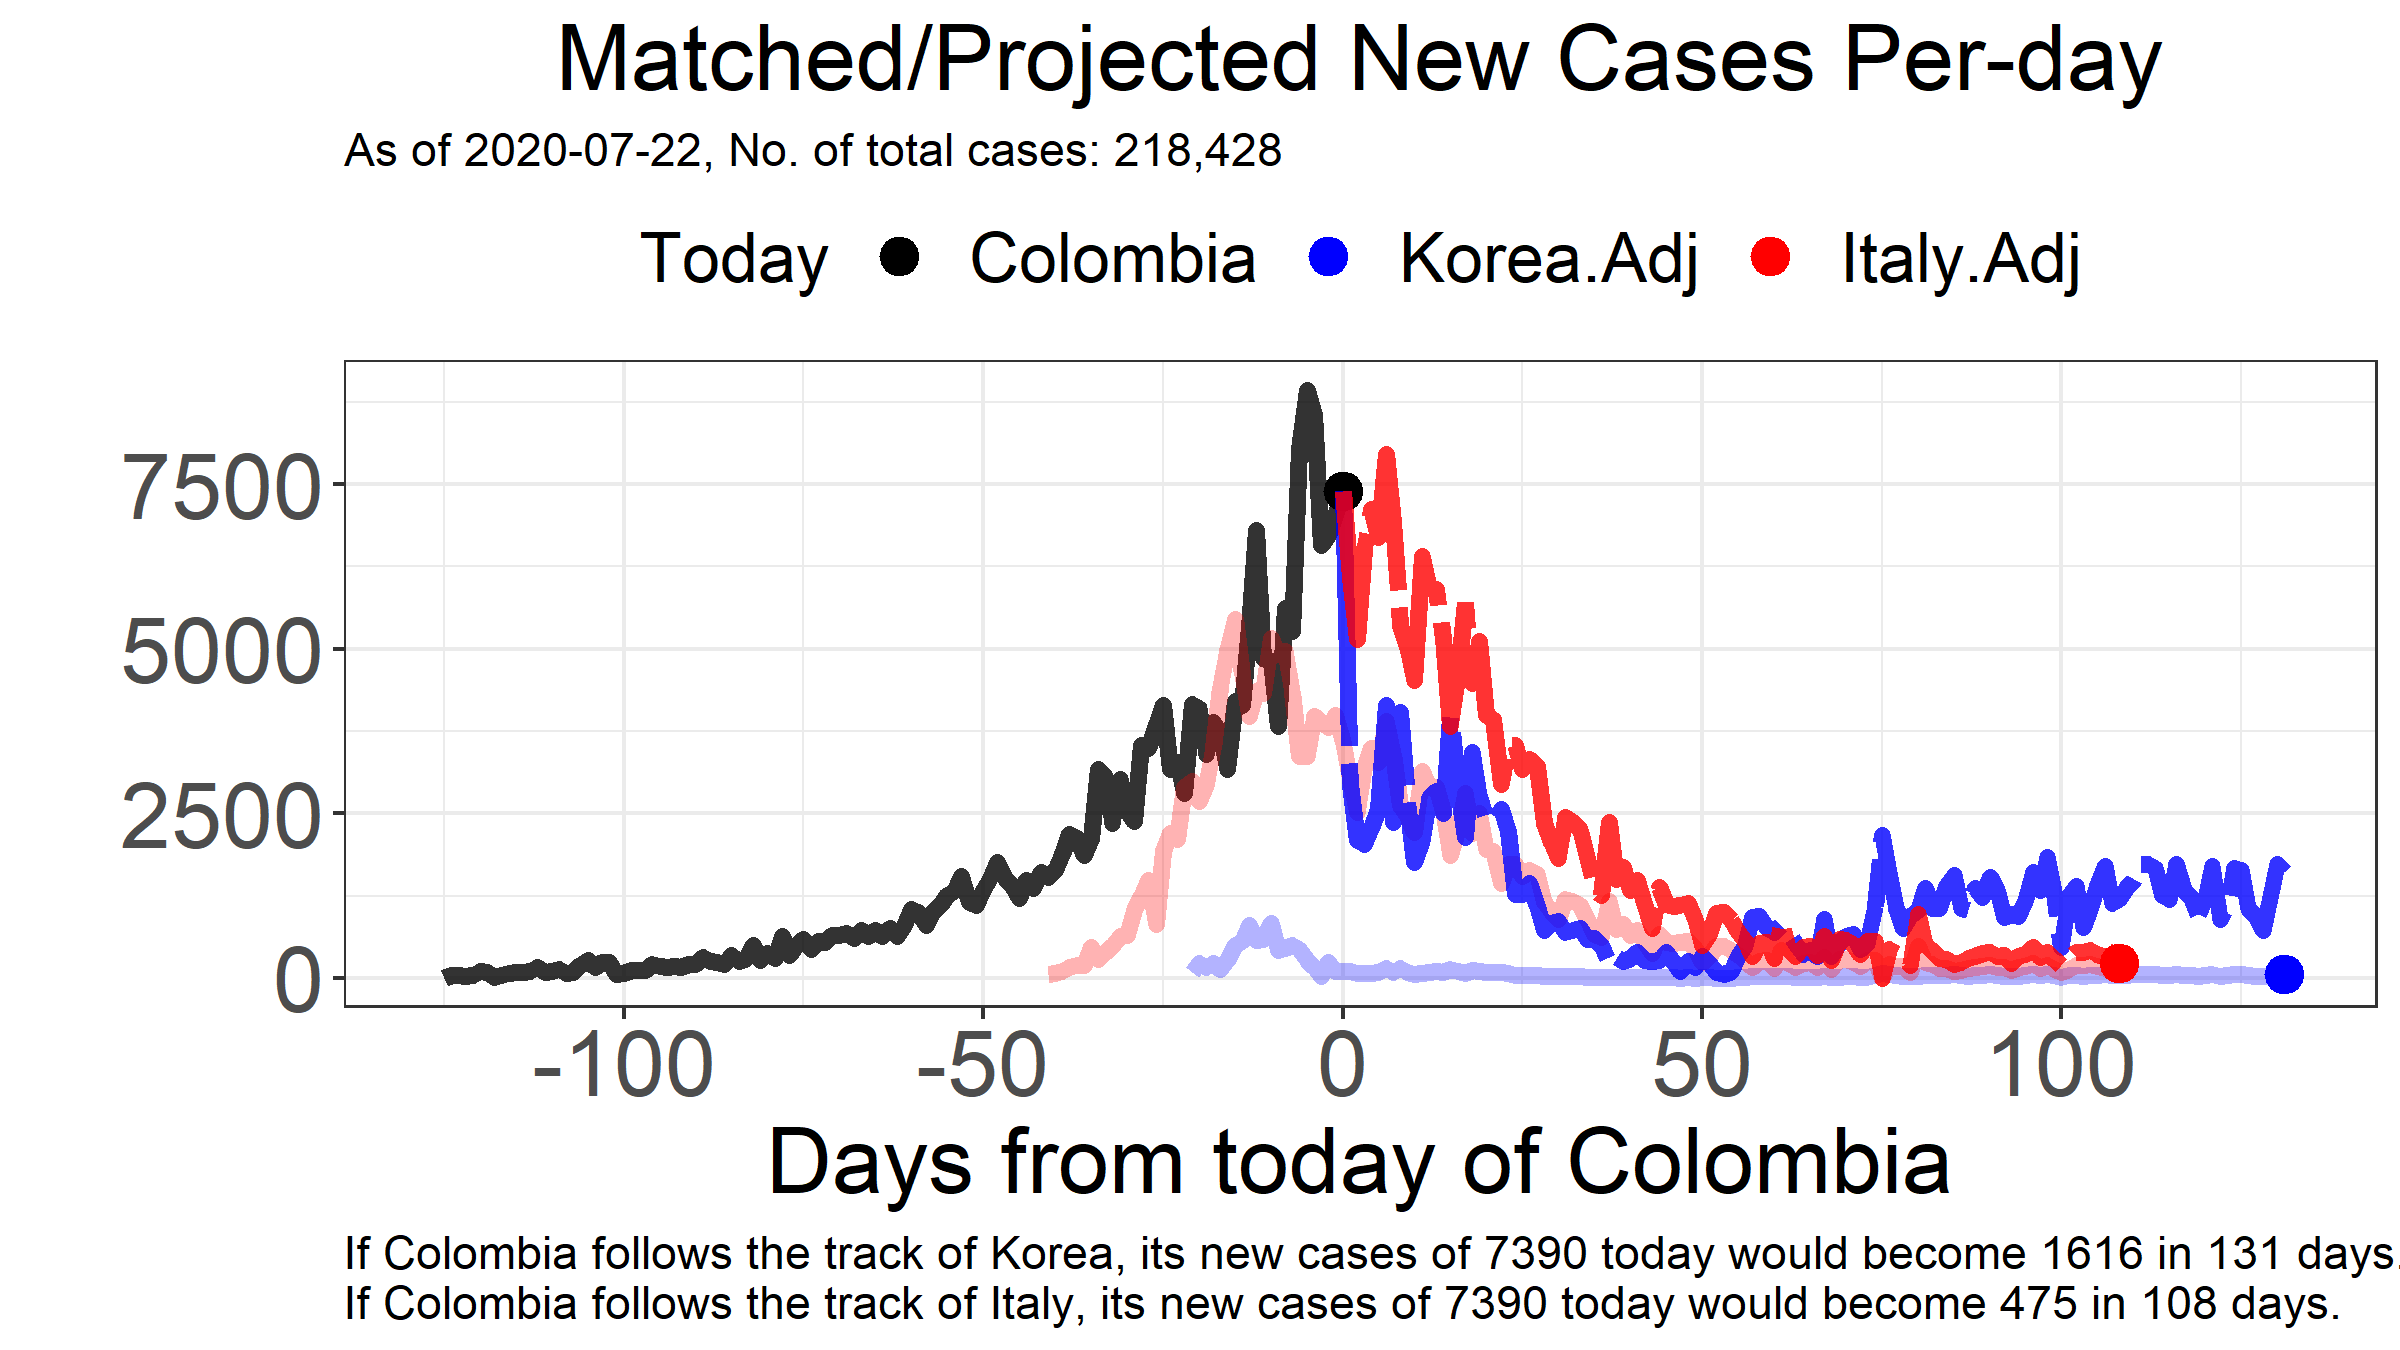 Matched/Projected New Cases Per-day
As of 2020-07-22, No. of total cases: 218,428
Today Colombia Korea.Adj Italy.Adj
7500
5000
2500
0
-100 -50 0 50 100
Days from today of Colombia
If Colombia follows the track of Korea, its new cases of 7390 today would become 1616 in 131 days.
If Colombia follows the track of Italy, its new cases of 7390 today would become 475 in 108 days.